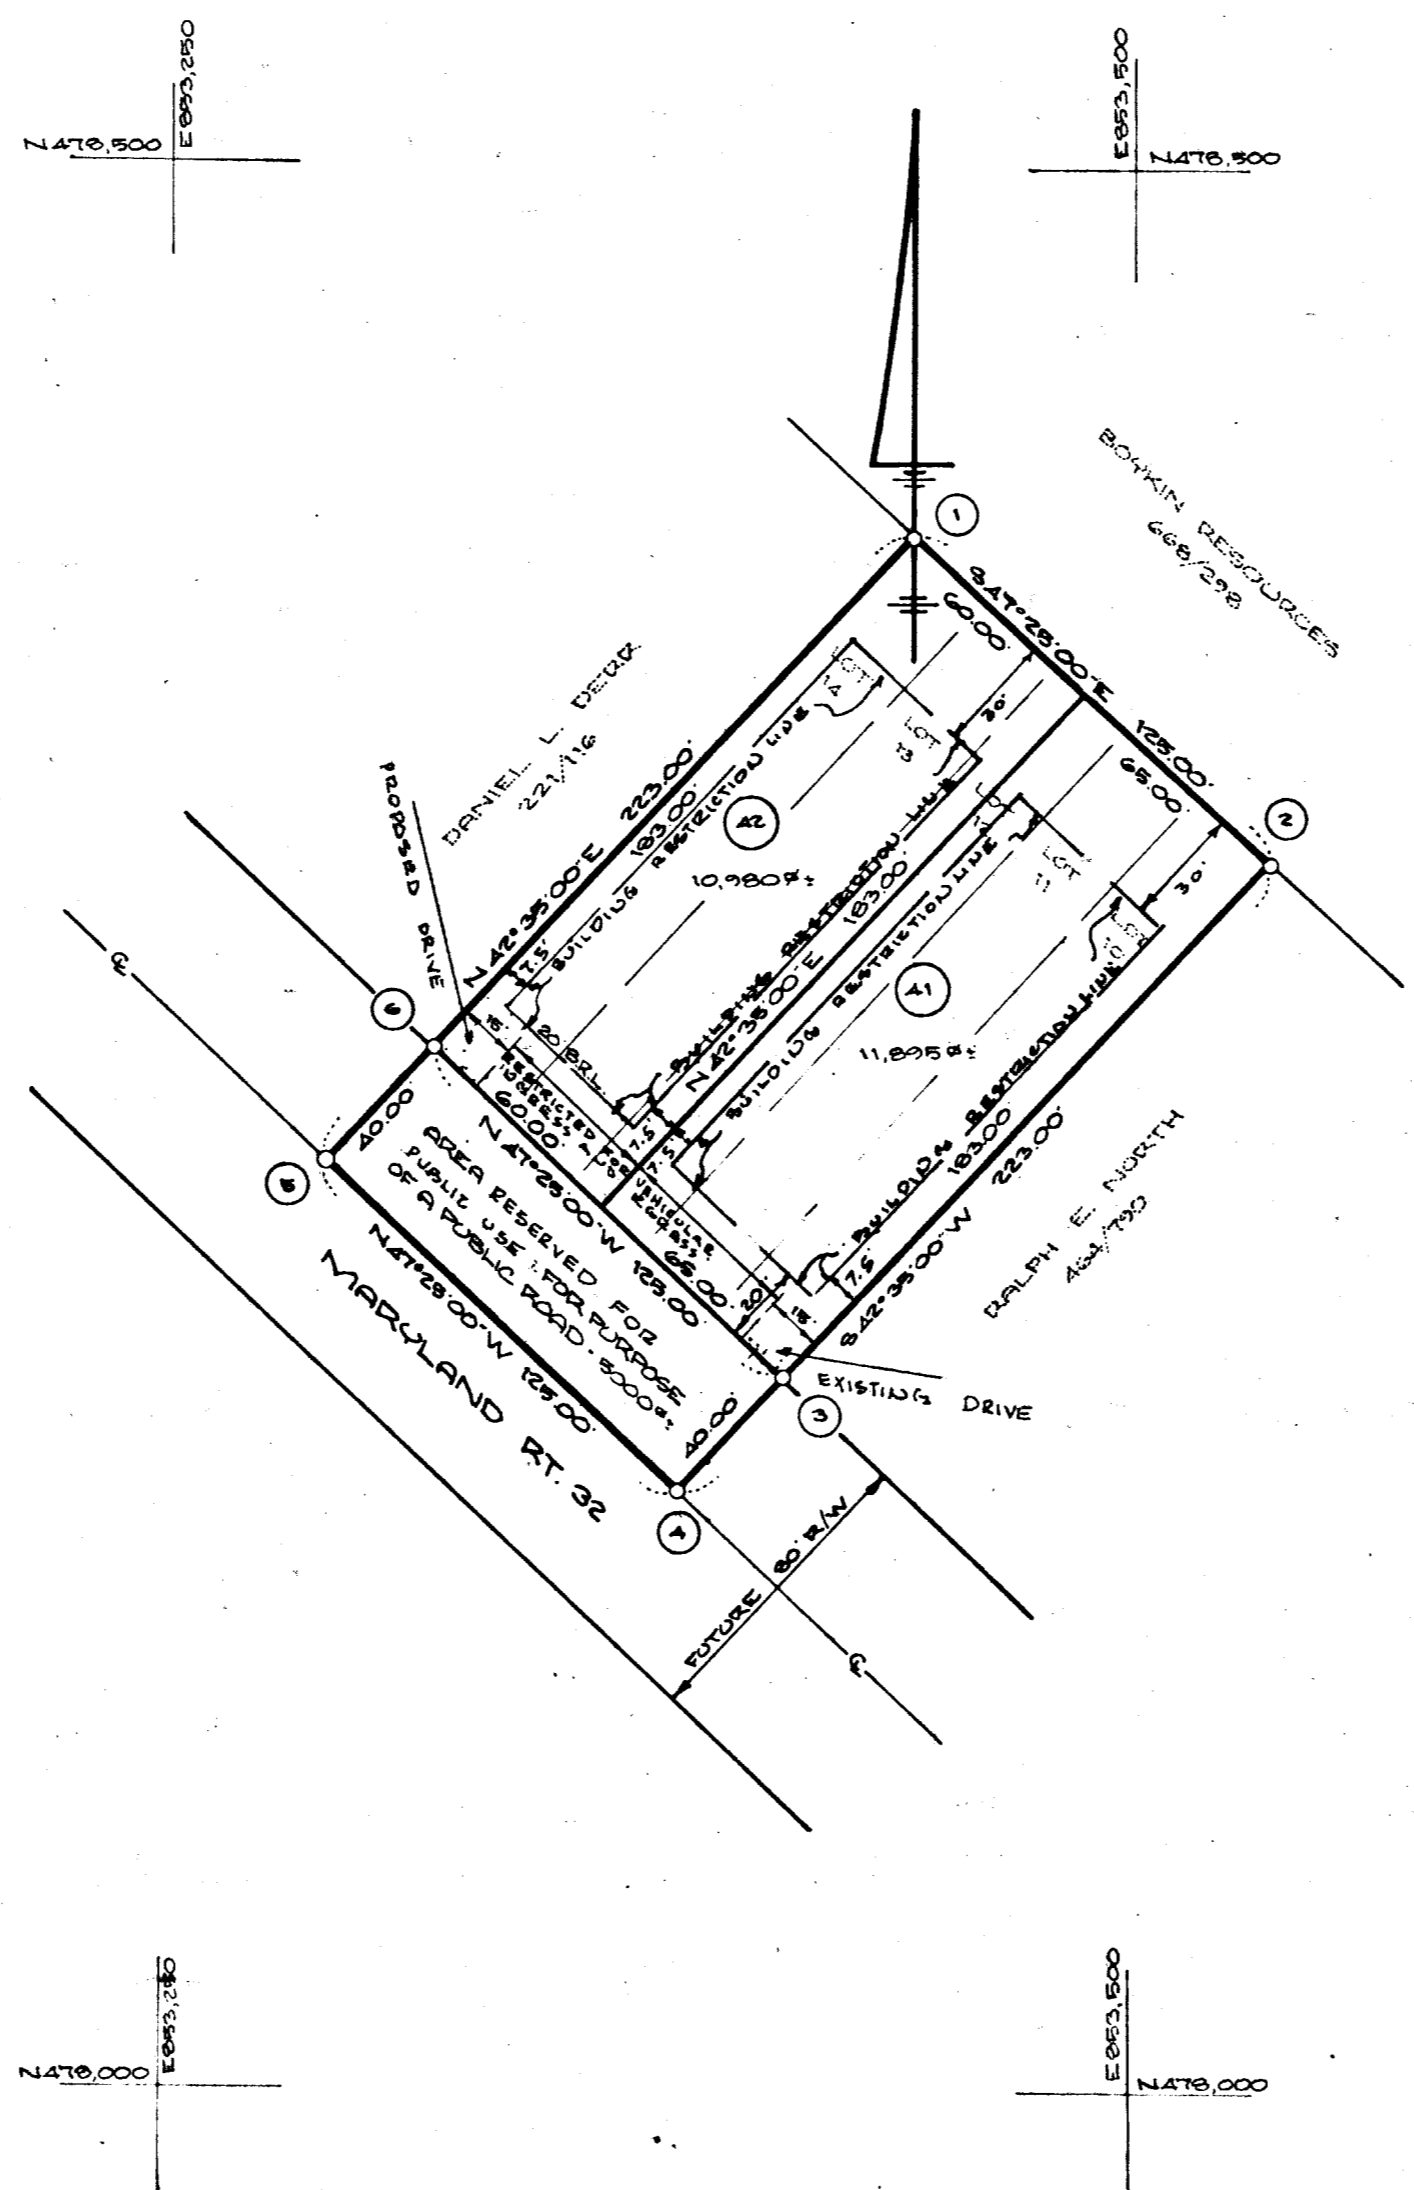 E853,250
N478,500
E853,500
N478,500
BOYKIN RESOURCES
668/298
1
S47°25'00"E 125.00'
60.00'
65.00'
2
DANIEL L. DERR
221/116
PROPOSED DRIVE
N42°35'00"E 223.00'
183.00'
BUILDING RESTRICTION LINE
LOT
14
LOT
13
30'
42
10,980 #±
7.5'
BUILDING RESTRICTION LINE
183.00'
N42°35'00"E
BUILDING RESTRICTION LINE
LOT
12
LOT
11
30'
LOT
10
41
11,895 #±
BUILDING RESTRICTION LINE
183.00
S42°35'00"W 223.00'
RALPH E. NORTH
464/790
℄
6
15'
20' B.R.L.
RESTRICTED FOR VEHICULAR
INGRESS AND EGRESS
60.00'
7.5'
7.5'
65.00'
N47°25'00"W 125.00'
20'
15'
7.5'
40.00
AREA RESERVED FOR
PUBLIC USE & FOR PURPOSE
OF A PUBLIC ROAD - 5000 #±
5
N47°25'00"W 125.00'
MARYLAND RT. 32
40.00'
EXISTING DRIVE
3
4
FUTURE 80' R/W
℄
E853,250
N478,000
E853,500
N478,000